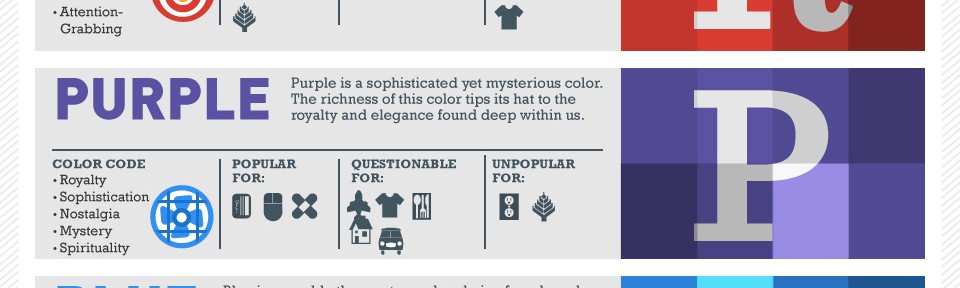 • Attention-
Grabbing
PURPLE
Purple is a sophisticated yet mysterious color.
The richness of this color tips its hat to the
royalty and elegance found deep within us.
COLOR CODE
• Royalty
• Sophistication
• Nostalgia
• Mystery
• Spirituality
POPULAR
FOR:
QUESTIONABLE
FOR:
UNPOPULAR
FOR:
P
BLUE